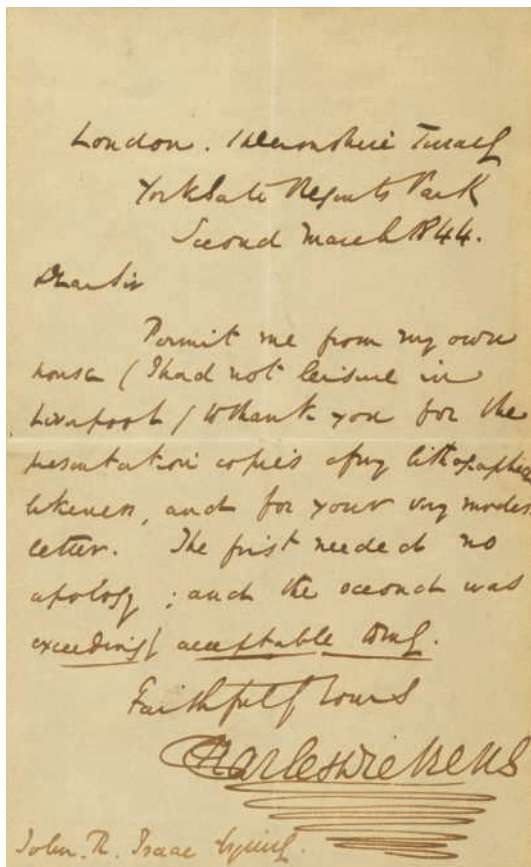 London. 1 Devonshire Terrace
York Gate Regents Park
Second March 1844.
Dear Sir
Permit me from my own
house (I had not leisure in
Liverpool) to thank you for the
presentation copies of my lithographed
likeness, and for your very modest
letter. The first needed no
apology; and the second was
exceedingly acceptable to me.
Faithfully Yours
Charles Dickens
John. R. Isaac Esquire.